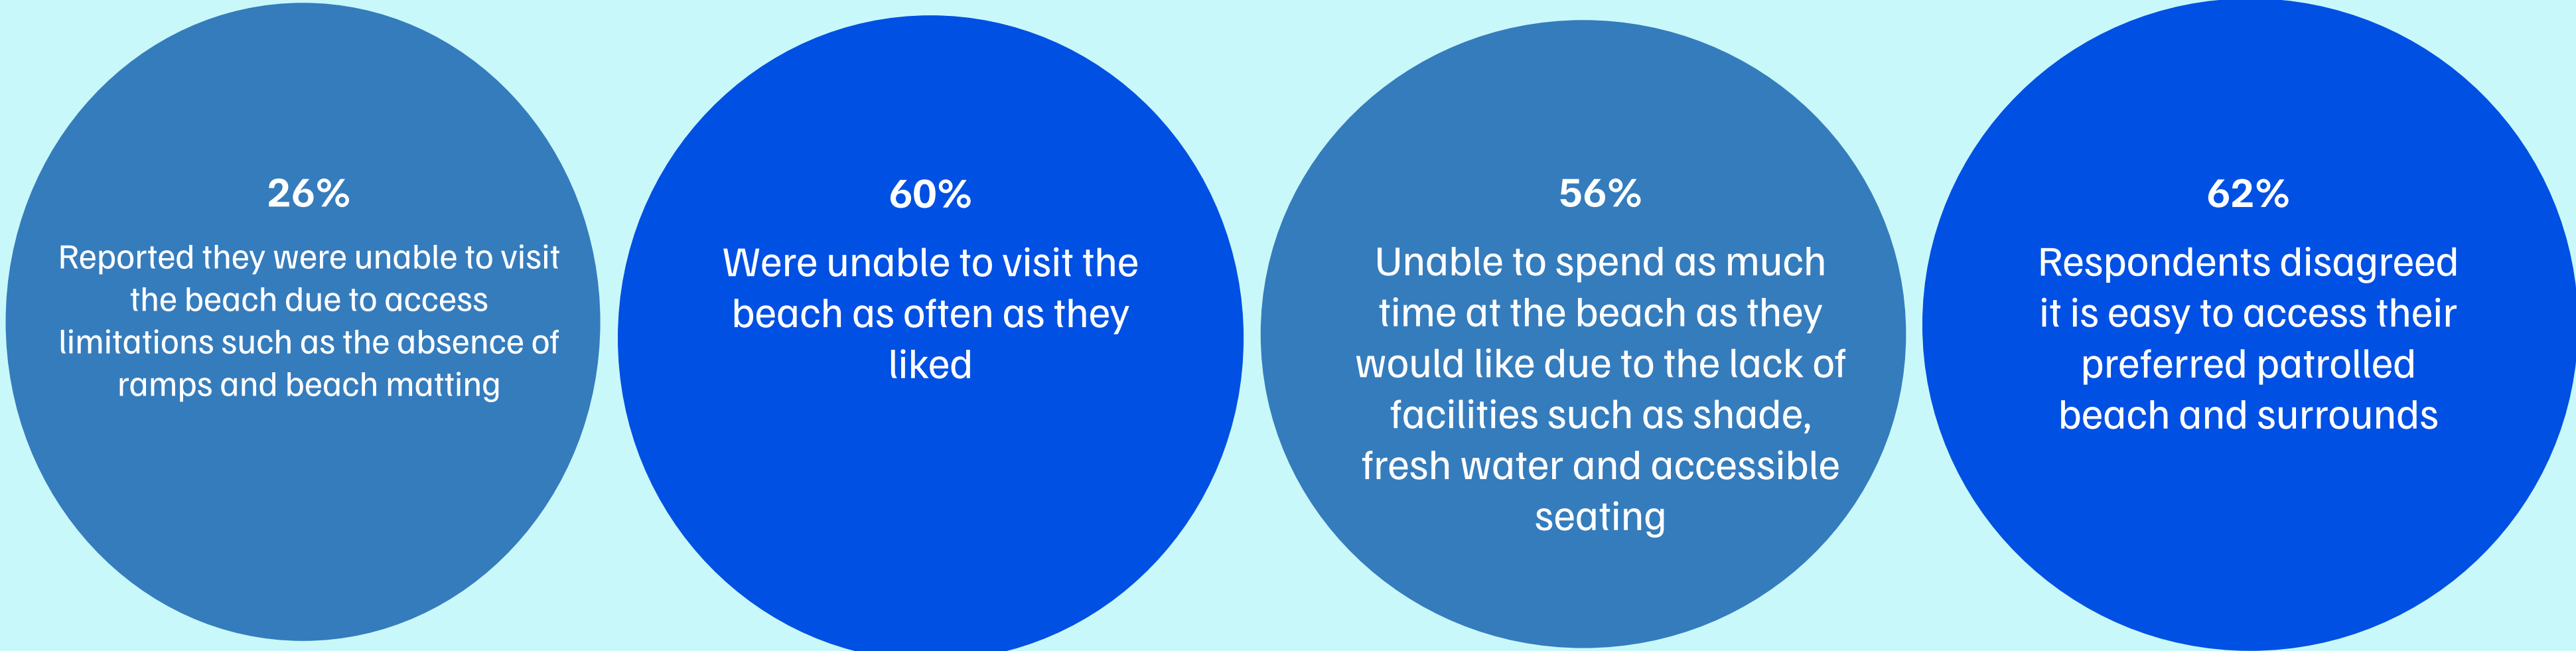 26%
Reported they were unable to visit
the beach due to access
limitations such as the absence of
ramps and beach matting
60%
Were unable to visit the
beach as often as they
liked
56%
Unable to spend as much
time at the beach as they
would like due to the lack of
facilities such as shade,
fresh water and accessible
seating
62%
Respondents disagreed
it is easy to access their
preferred patrolled
beach and surrounds